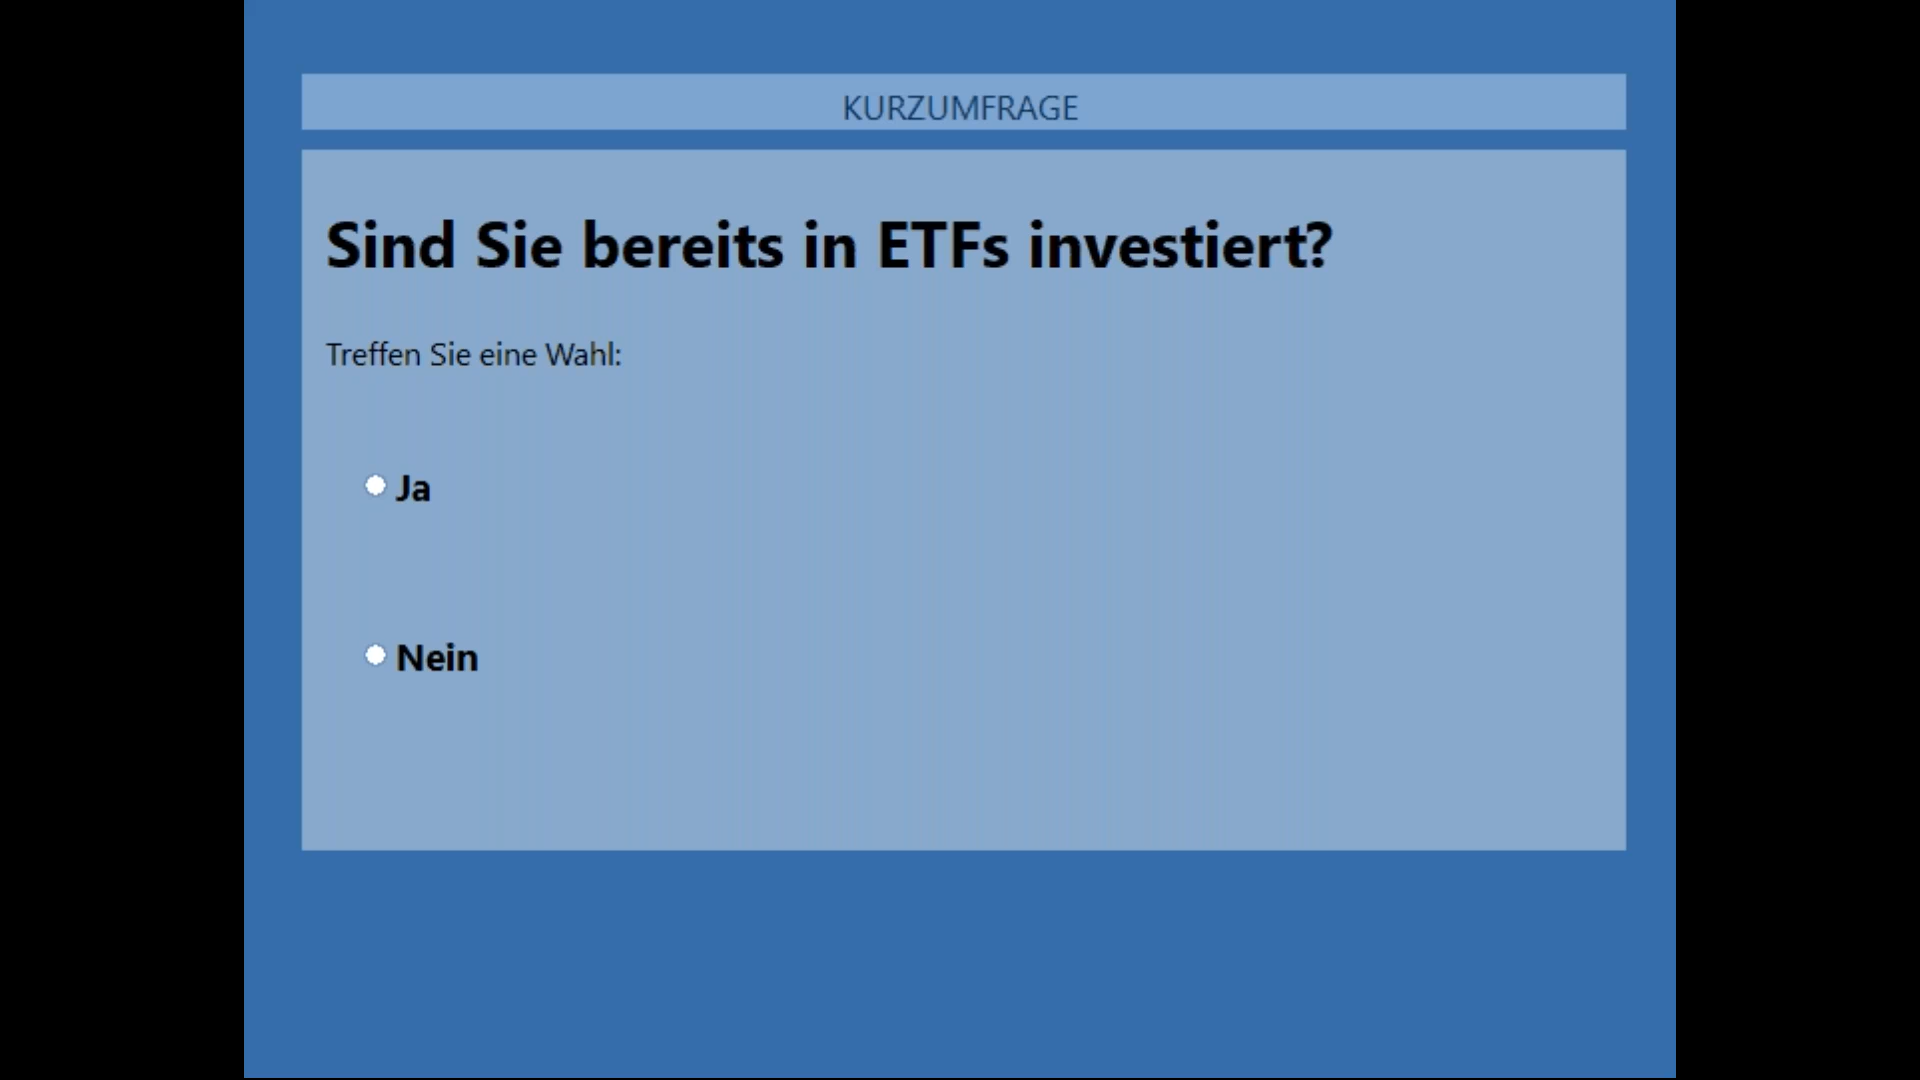 KURZUMFRAGE
Sind Sie bereits in ETFs investiert?
Treffen Sie eine Wahl:
Ja
Nein